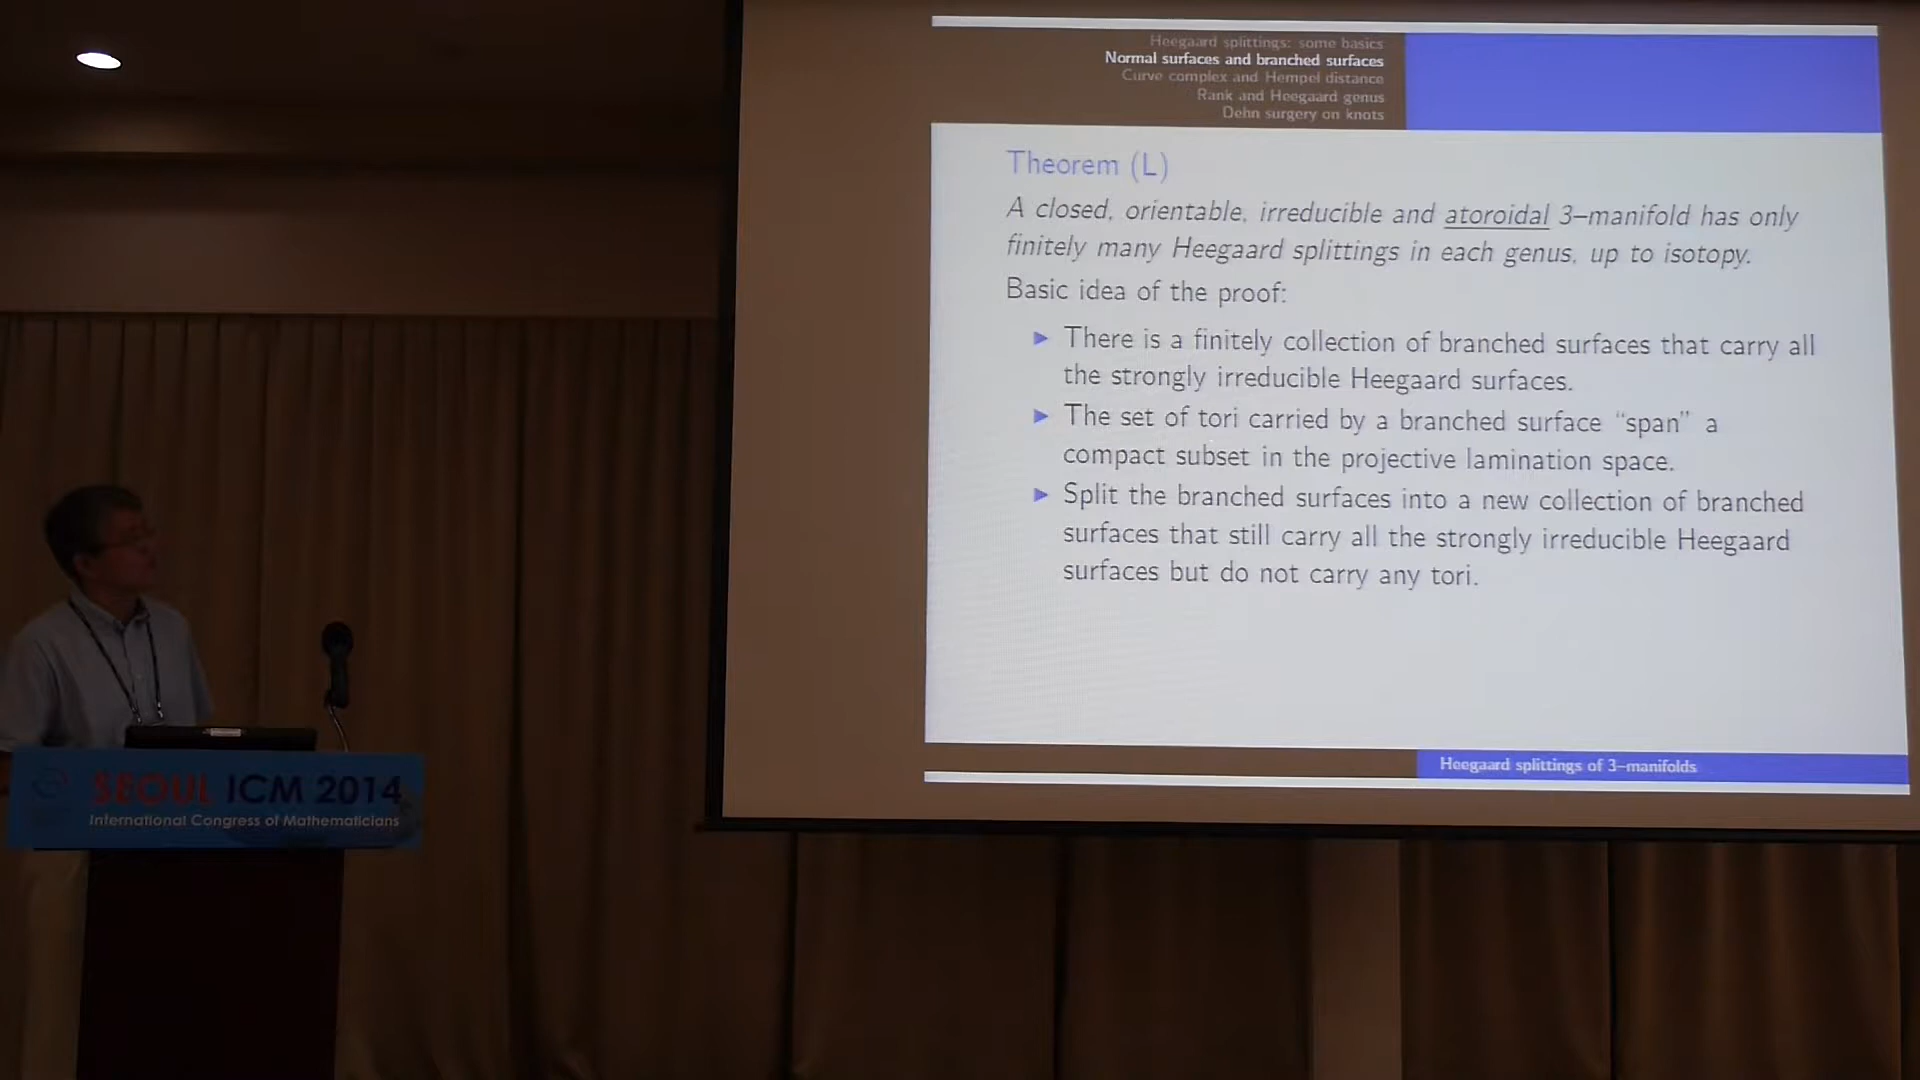 Heegaard splittings: some basics
Normal surfaces and branched surfaces
Curve complex and Hempel distance
Rank and Heegaard genus
Dehn surgery on knots
Theorem (L)
A closed, orientable, irreducible and atoroidal 3–manifold has only
finitely many Heegaard splittings in each genus, up to isotopy.
Basic idea of the proof:
▶ There is a finitely collection of branched surfaces that carry all
the strongly irreducible Heegaard surfaces.
▶ The set of tori carried by a branched surface “span” a
compact subset in the projective lamination space.
▶ Split the branched surfaces into a new collection of branched
surfaces that still carry all the strongly irreducible Heegaard
surfaces but do not carry any tori.
Heegaard splittings of 3–manifolds
SEOUL ICM 2014
International Congress of Mathematicians